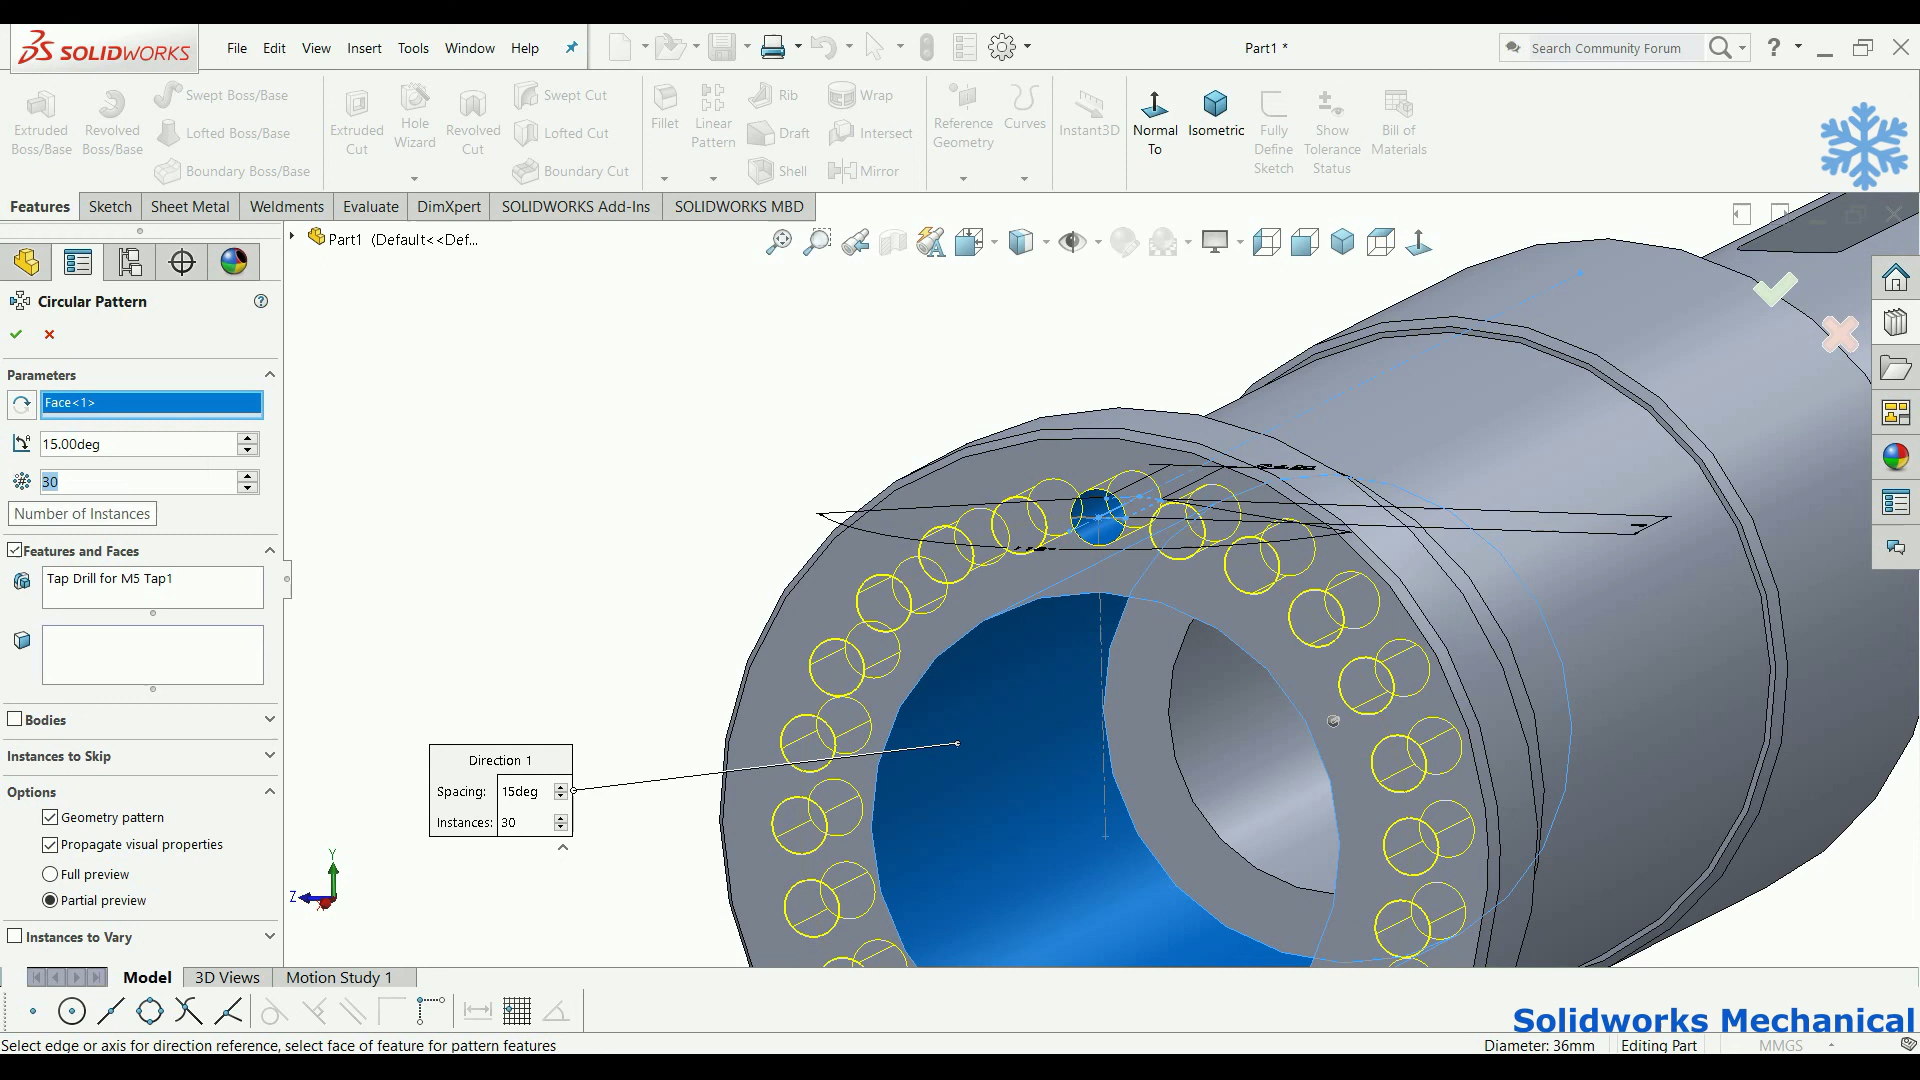 SOLIDWORKS File Edit View Insert Tools Window Help Part1 * Search Community Forum ?
Extruded Boss/Base
Revolved Boss/Base
Swept Boss/Base
Lofted Boss/Base
Boundary Boss/Base
Extruded Cut
Hole Wizard
Revolved Cut
Swept Cut
Lofted Cut
Boundary Cut
Fillet
Linear Pattern
Rib
Draft
Shell
Wrap
Intersect
Mirror
Reference Geometry
Curves
Instant3D
Normal To
Isometric
Fully Define Sketch
Show Tolerance Status
Bill of Materials
Features Sketch Sheet Metal Weldments Evaluate DimXpert SOLIDWORKS Add-Ins SOLIDWORKS MBD
Part1 (Default<<Def...
Circular Pattern
Parameters
Face<1>
15.00deg
30
Number of Instances
Features and Faces
Tap Drill for M5 Tap1
Bodies
Instances to Skip
Options
Geometry pattern
Propagate visual properties
Full preview
Partial preview
Instances to Vary
Direction 1
Spacing: 15deg
Instances: 30
Y
Z
Model 3D Views Motion Study 1
Solidworks Mechanical
Select edge or axis for direction reference, select face of feature for pattern features
Diameter: 36mm Editing Part MMGS